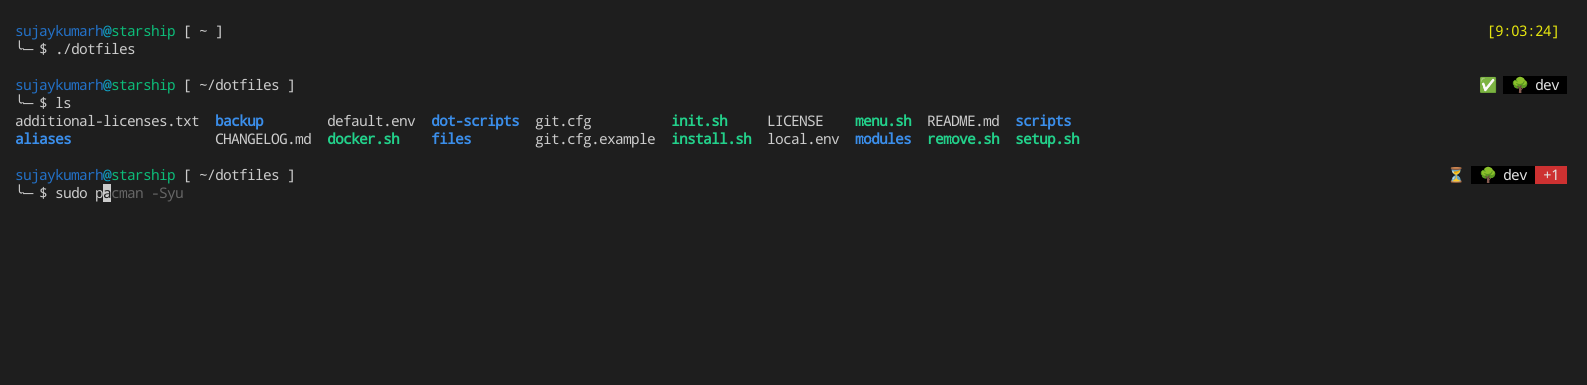 sujaykumarh@starship [ ~ ] [9:03:24]
╰─ $ ./dotfiles
sujaykumarh@starship [ ~/dotfiles ] ✅ 🌳 dev
╰─ $ ls
additional-licenses.txt backup default.env dot-scripts git.cfg init.sh LICENSE menu.sh README.md scripts
aliases CHANGELOG.md docker.sh files git.cfg.example install.sh local.env modules remove.sh setup.sh
sujaykumarh@starship [ ~/dotfiles ] ⏳ 🌳 dev +1
╰─ $ sudo pacman -Syu